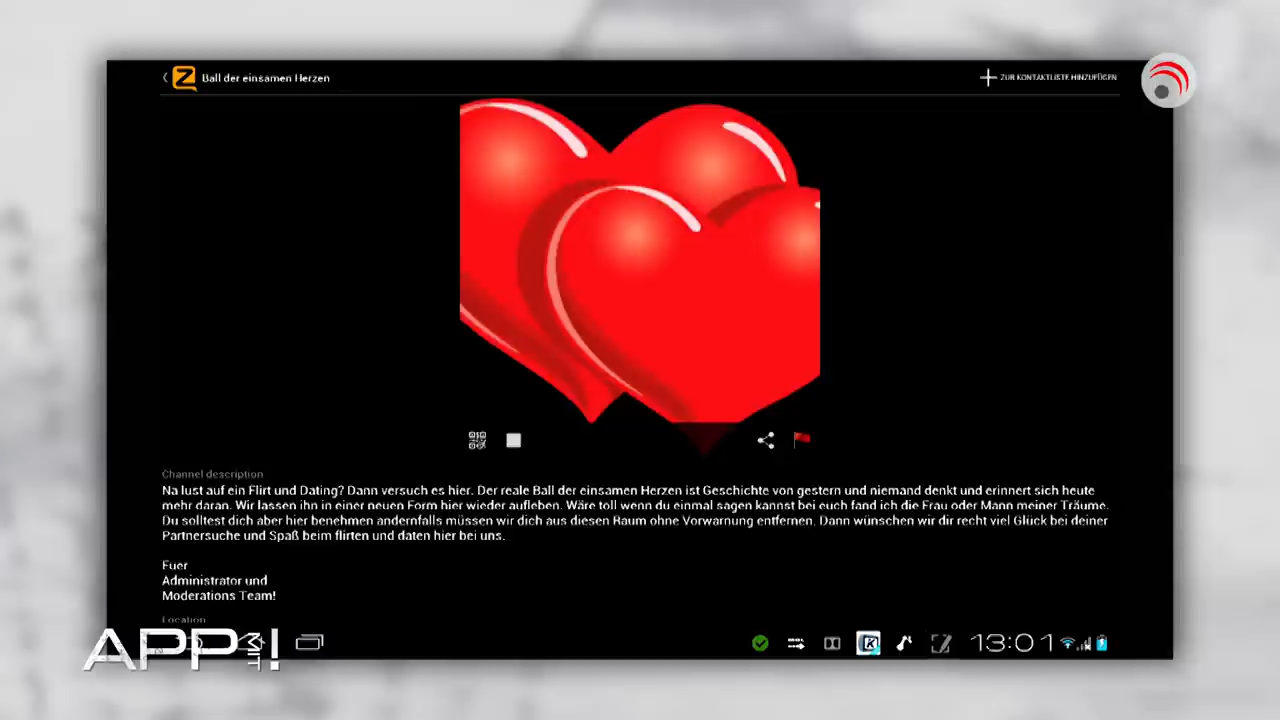 Ball der einsamen Herzen
ZUR KONTAKTLISTE HINZUFÜGEN
Channel description
Na lust auf ein Flirt und Dating? Dann versuch es hier. Der reale Ball der einsamen Herzen ist Geschichte von gestern und niemand denkt und erinnert sich heute
mehr daran. Wir lassen ihn in einer neuen Form hier wieder aufleben. Wäre toll wenn du einmal sagen kannst bei euch fand ich die Frau oder Mann meiner Träume.
Du solltest dich aber hier benehmen andernfalls müssen wir dich aus diesen Raum ohne Vorwarnung entfernen. Dann wünschen wir dir recht viel Glück bei deiner
Partnersuche und Spaß beim flirten und daten hier bei uns.
Euer
Administrator und
Moderations Team!
Location
APP MIT!
13:01